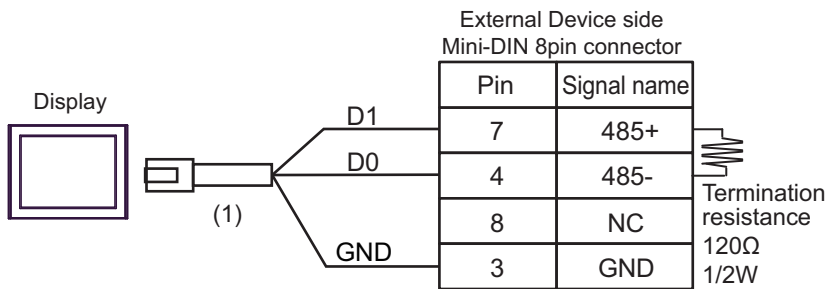 External Device side
Mini-DIN 8pin connector
Display
Pin Signal name
D1
7 485+
D0
4 485-
(1)
8 NC
Termination
resistance
120Ω
1/2W
GND
3 GND